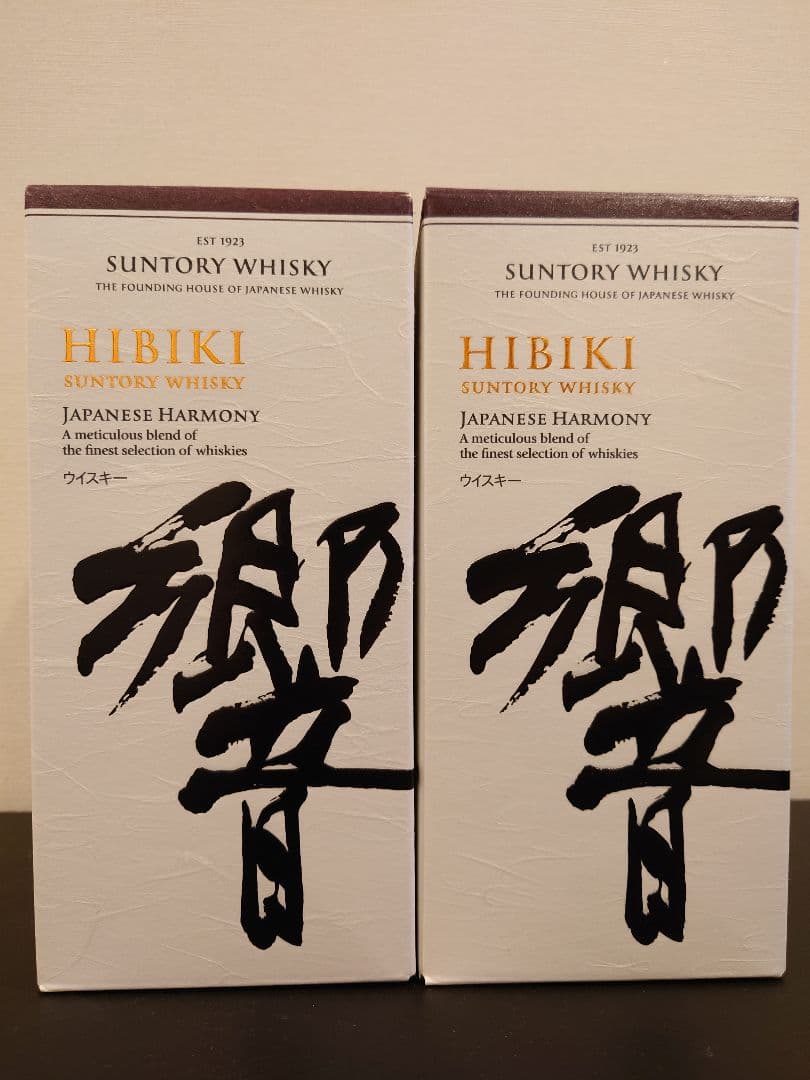 EST 1923
SUNTORY WHISKY
THE FOUNDING HOUSE OF JAPANESE WHISKY
HIBIKI
SUNTORY WHISKY
JAPANESE HARMONY
A meticulous blend of
the finest selection of whiskies
ウイスキー
響
EST 1923
SUNTORY WHISKY
THE FOUNDING HOUSE OF JAPANESE WHISKY
HIBIKI
SUNTORY WHISKY
JAPANESE HARMONY
A meticulous blend of
the finest selection of whiskies
ウイスキー
響